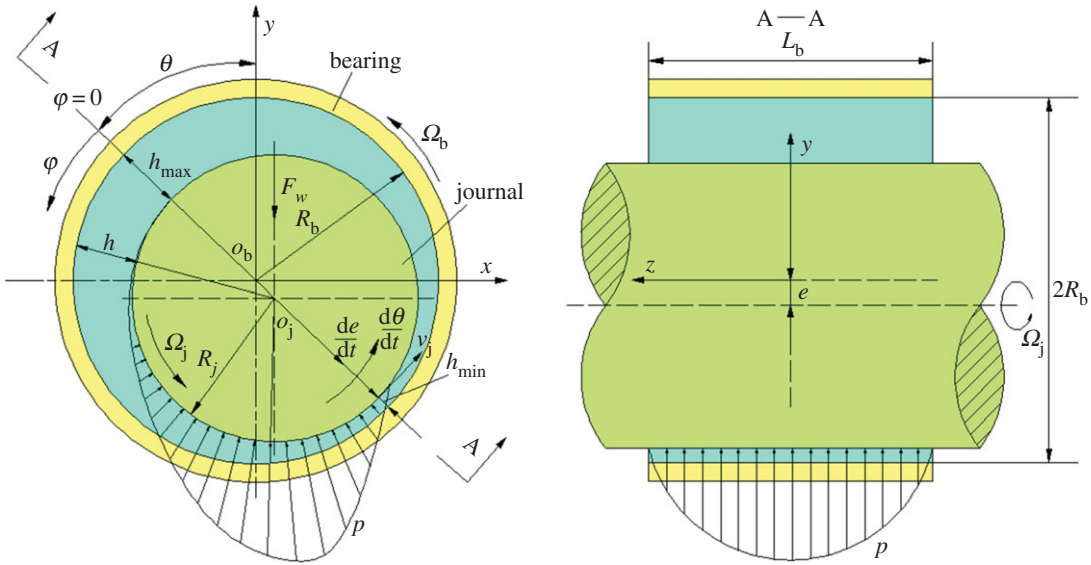 A
y
θ
bearing
φ = 0
Ω_b
φ
h_max
F_w
journal
R_b
h
o_b
x
o_j
de/dt
dθ/dt
v_j
Ω_j
R_j
h_min
A
p
A — A
L_b
y
z
e
2R_b
Ω_j
p